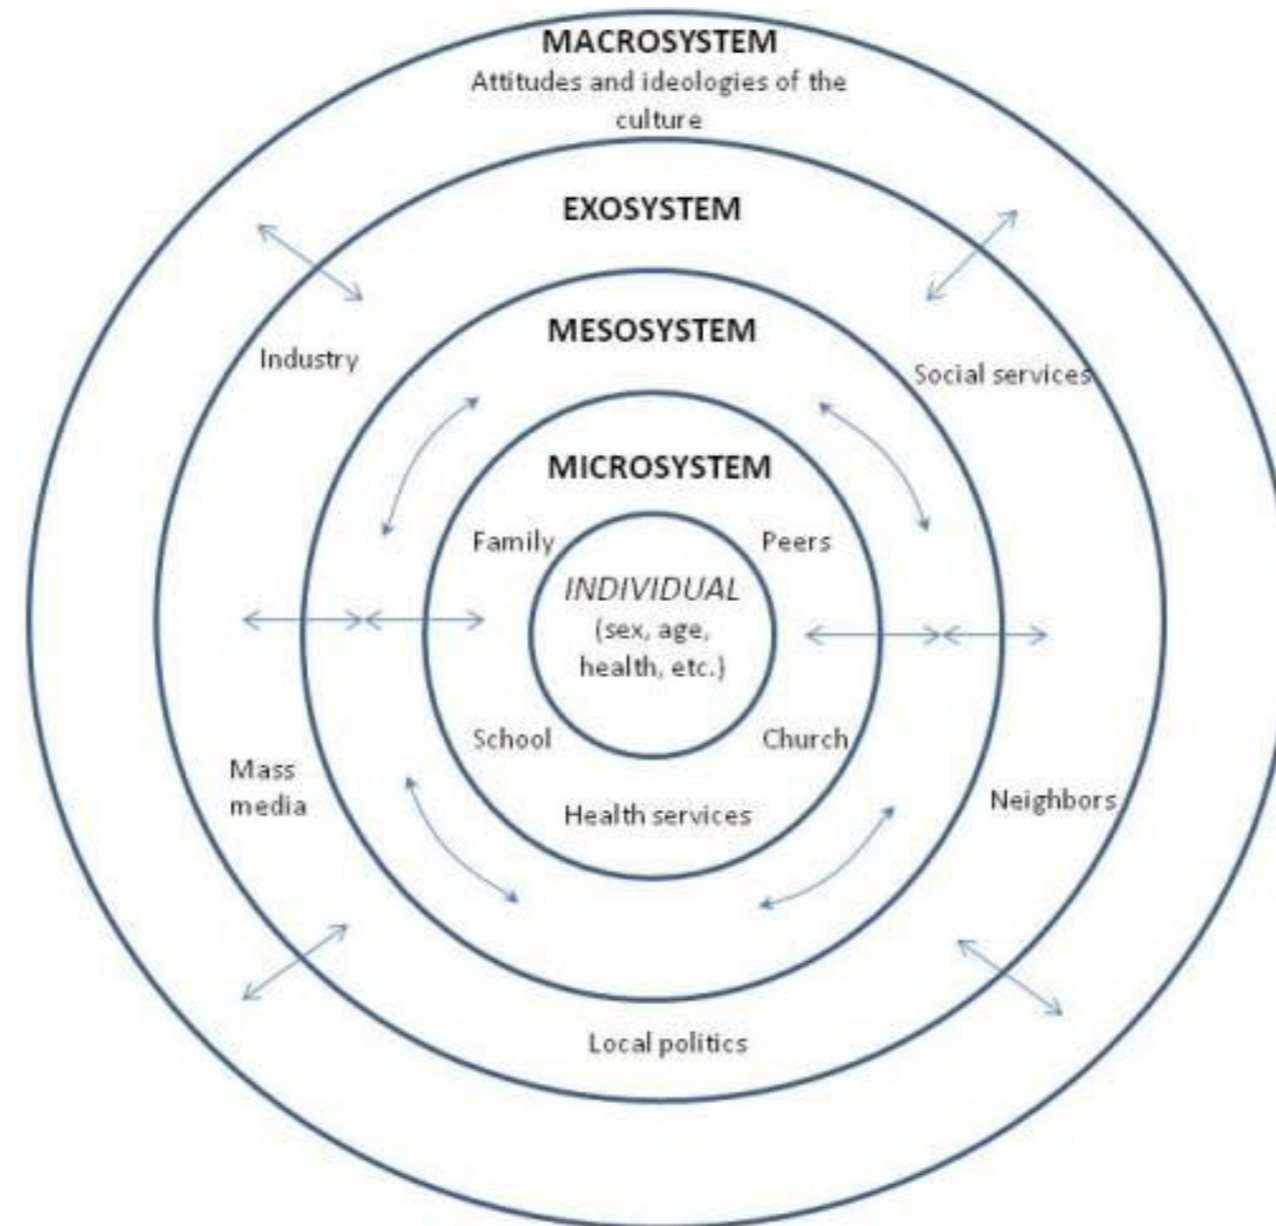 MACROSYSTEM
Attitudes and ideologies of the
culture
EXOSYSTEM
MESOSYSTEM
Industry
Social services
MICROSYSTEM
Family
Peers
INDIVIDUAL
(sex, age,
health, etc.)
School
Church
Mass
media
Health services
Neighbors
Local politics